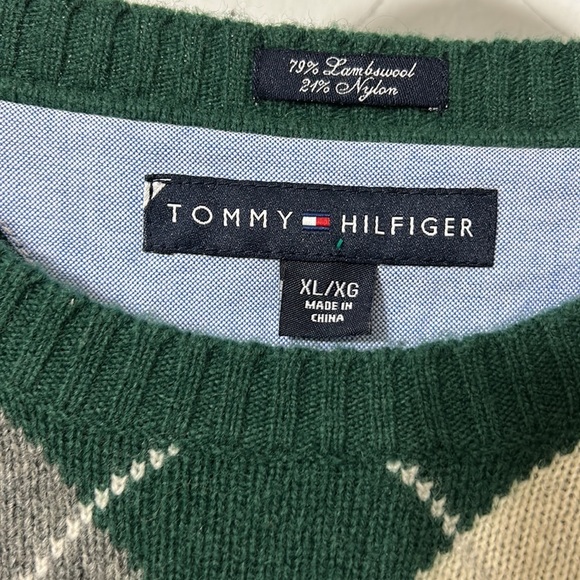 79% Lambswool
21% Nylon
TOMMY HILFIGER
XL/XG
MADE IN
CHINA